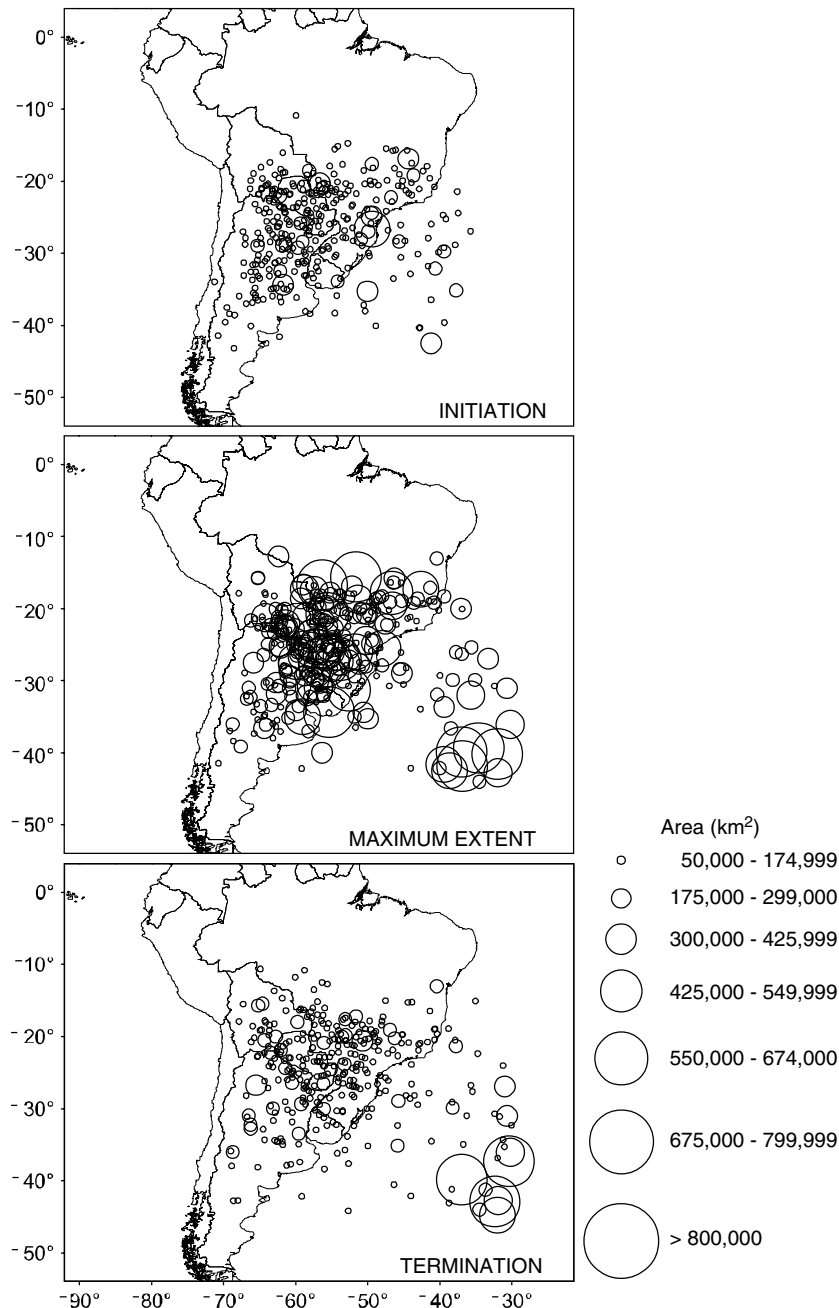 0°
-10°
-20°
-30°
-40°
-50°
INITIATION
0°
-10°
-20°
-30°
-40°
-50°
MAXIMUM EXTENT
0°
-10°
-20°
-30°
-40°
-50°
TERMINATION
-90° -80° -70° -60° -50° -40° -30°
Area (km²)
50,000 - 174,999
175,000 - 299,000
300,000 - 425,999
425,000 - 549,999
550,000 - 674,000
675,000 - 799,999
> 800,000